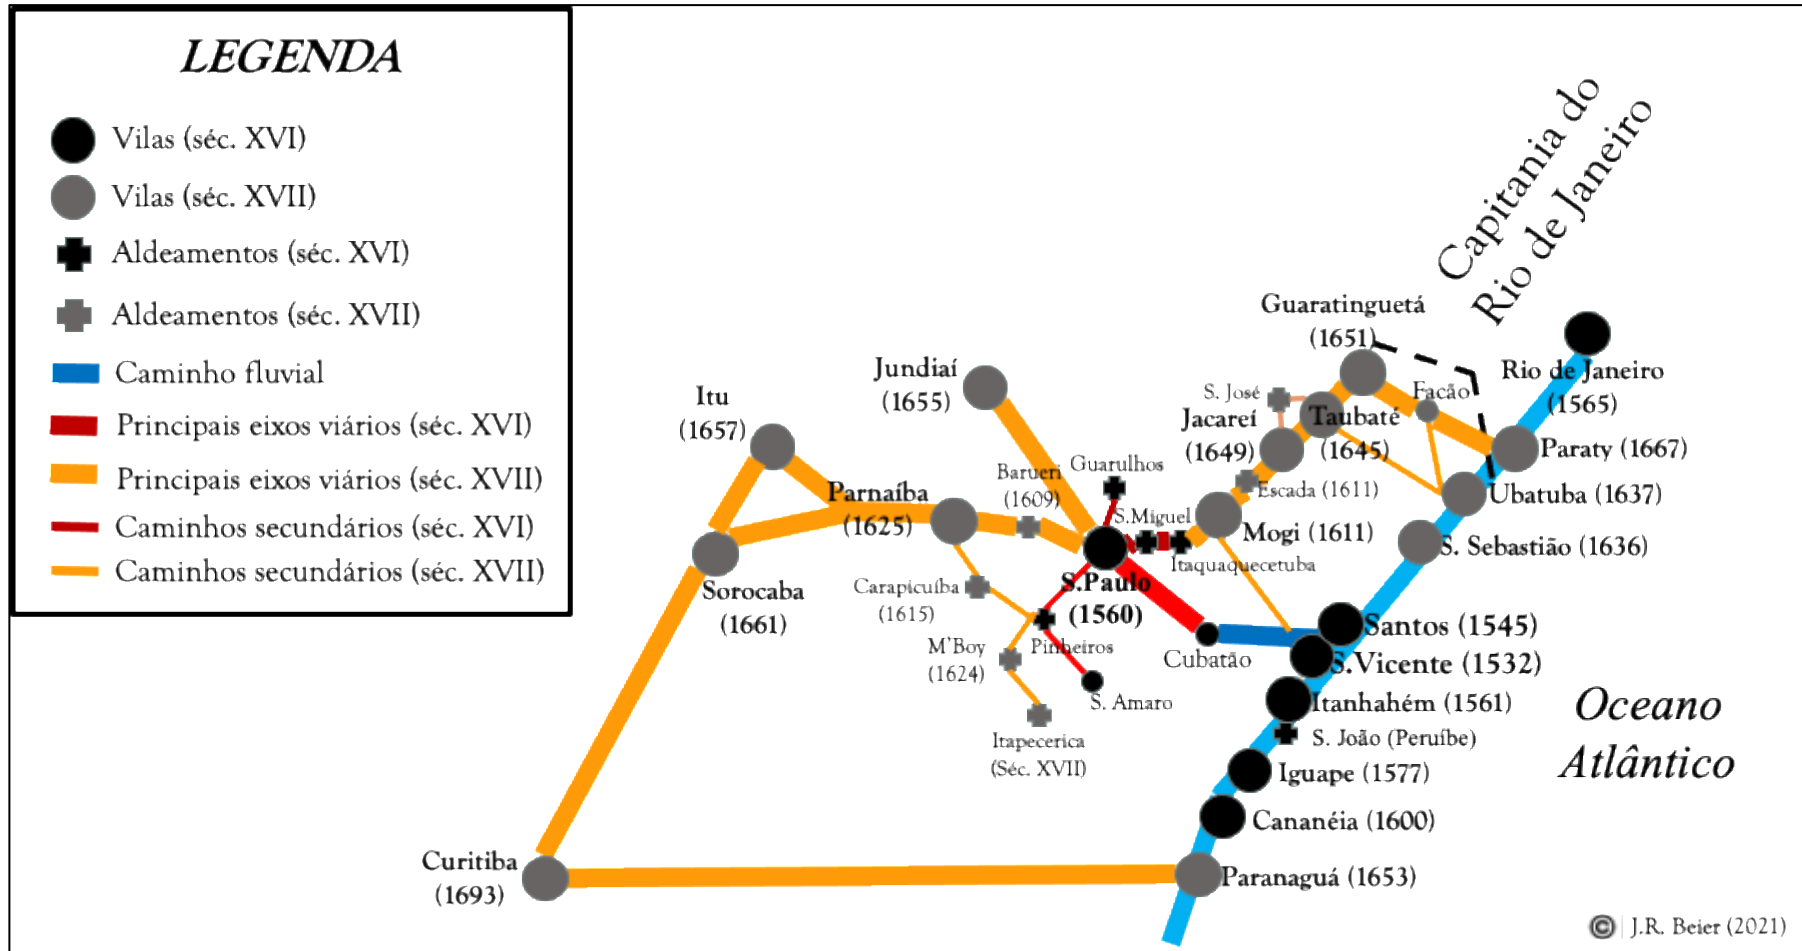 LEGENDA
Vilas (séc. XVI)
Vilas (séc. XVII)
Aldeamentos (séc. XVI)
Aldeamentos (séc. XVII)
Caminho fluvial
Principais eixos viários (séc. XVI)
Principais eixos viários (séc. XVII)
Caminhos secundários (séc. XVI)
Caminhos secundários (séc. XVII)
Capitania do
Rio de Janeiro
Guaratinguetá
(1651)
Rio de Janeiro
(1565)
Jundiaí
(1655)
Itu
(1657)
S. José
Facão
Jacareí
(1649)
Taubaté
(1645)
Paraty (1667)
Barueri
(1609)
Guarulhos
Parnaíba
(1625)
Escada (1611)
Ubatuba (1637)
S.Miguel
Mogi (1611)
S. Sebastião (1636)
Itaquaquecetuba
Sorocaba
(1661)
Carapicuíba
(1615)
S.Paulo
(1560)
Santos (1545)
M'Boy
(1624)
Pinheiros
Cubatão
S.Vicente (1532)
S. Amaro
Itanhahém (1561)
Itapecerica
(Séc. XVII)
S. João (Peruíbe)
Oceano
Atlântico
Iguape (1577)
Cananéia (1600)
Curitiba
(1693)
Paranaguá (1653)
© J.R. Beier (2021)